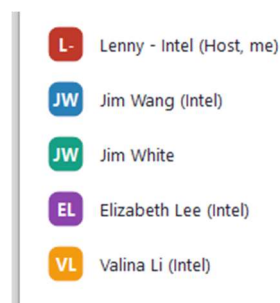 L- Lenny - Intel (Host, me)
JW Jim Wang (Intel)
JW Jim White
EL Elizabeth Lee (Intel)
VL Valina Li (Intel)